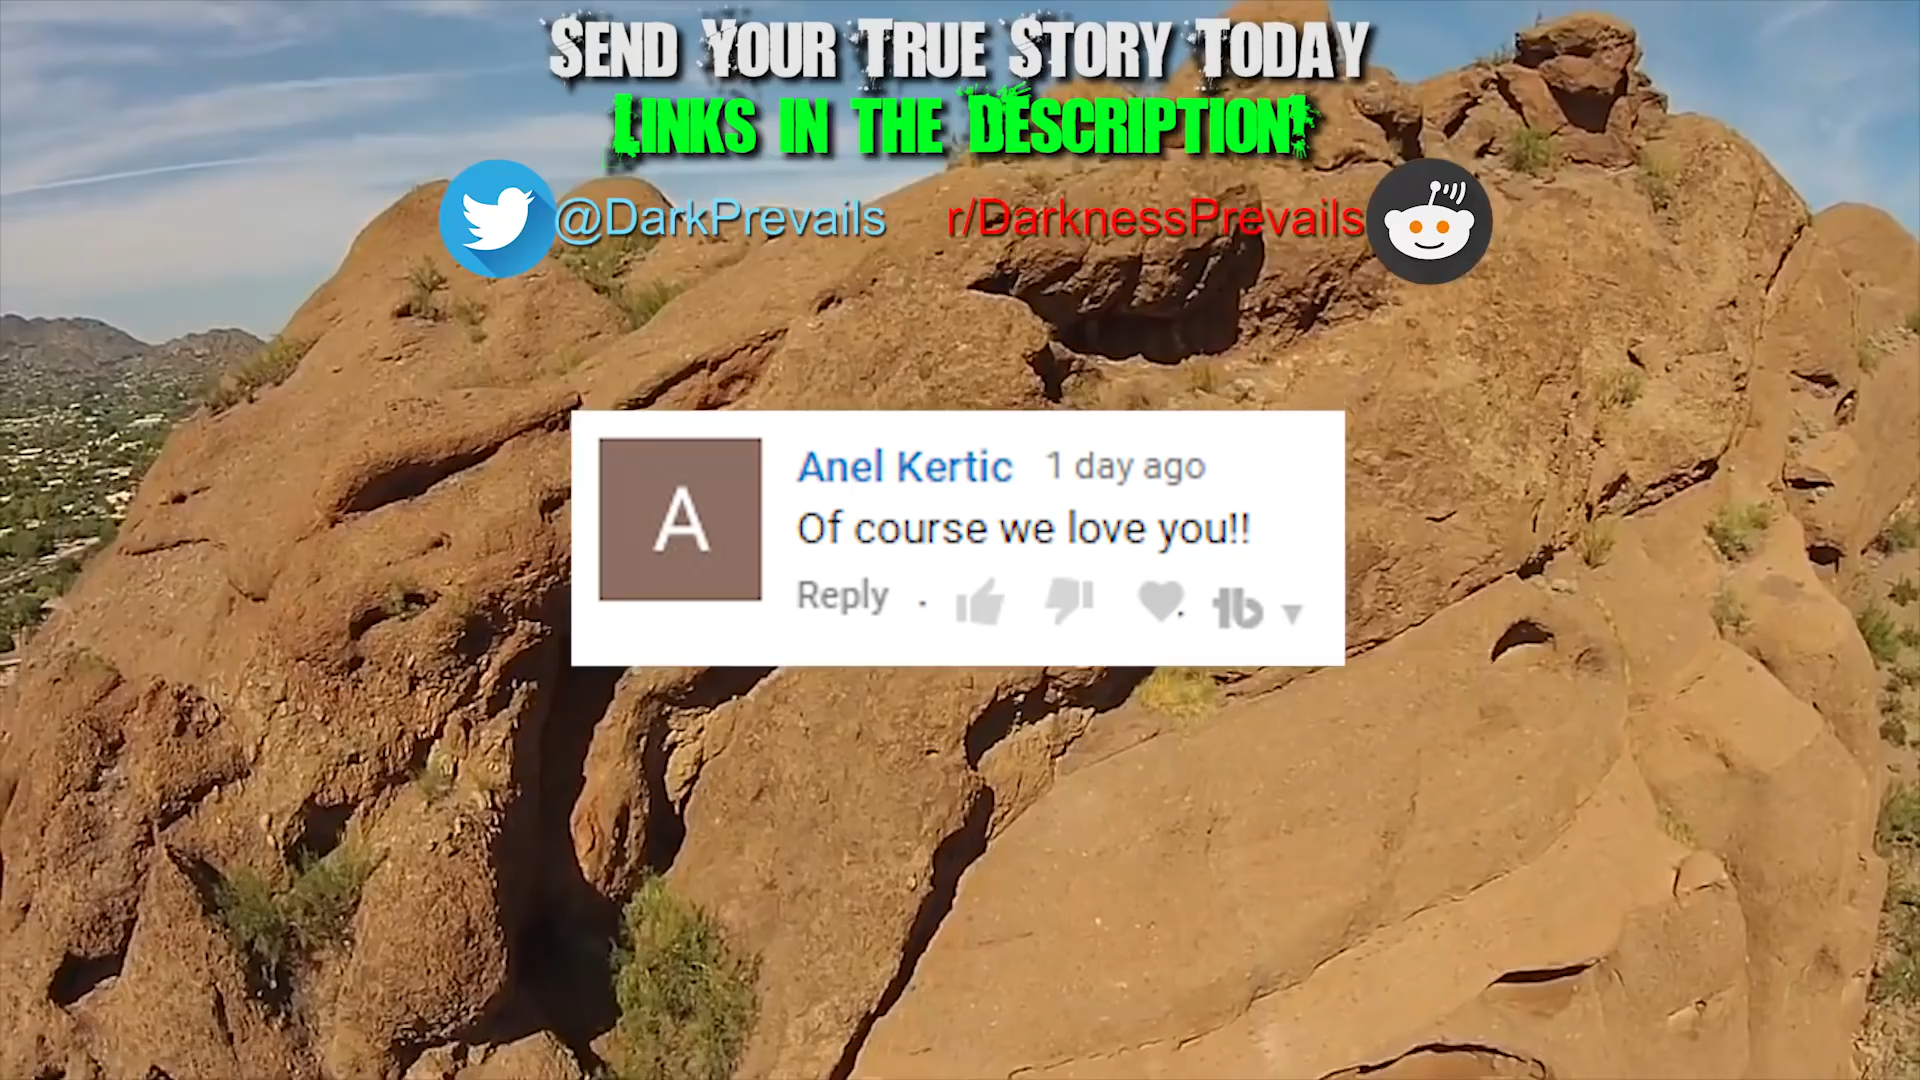 SEND YOUR TRUE STORY TODAY
LINKS IN THE DESCRIPTION!
@DarkPrevails r/DarknessPrevails
A
Anel Kertic 1 day ago
Of course we love you!!
Reply